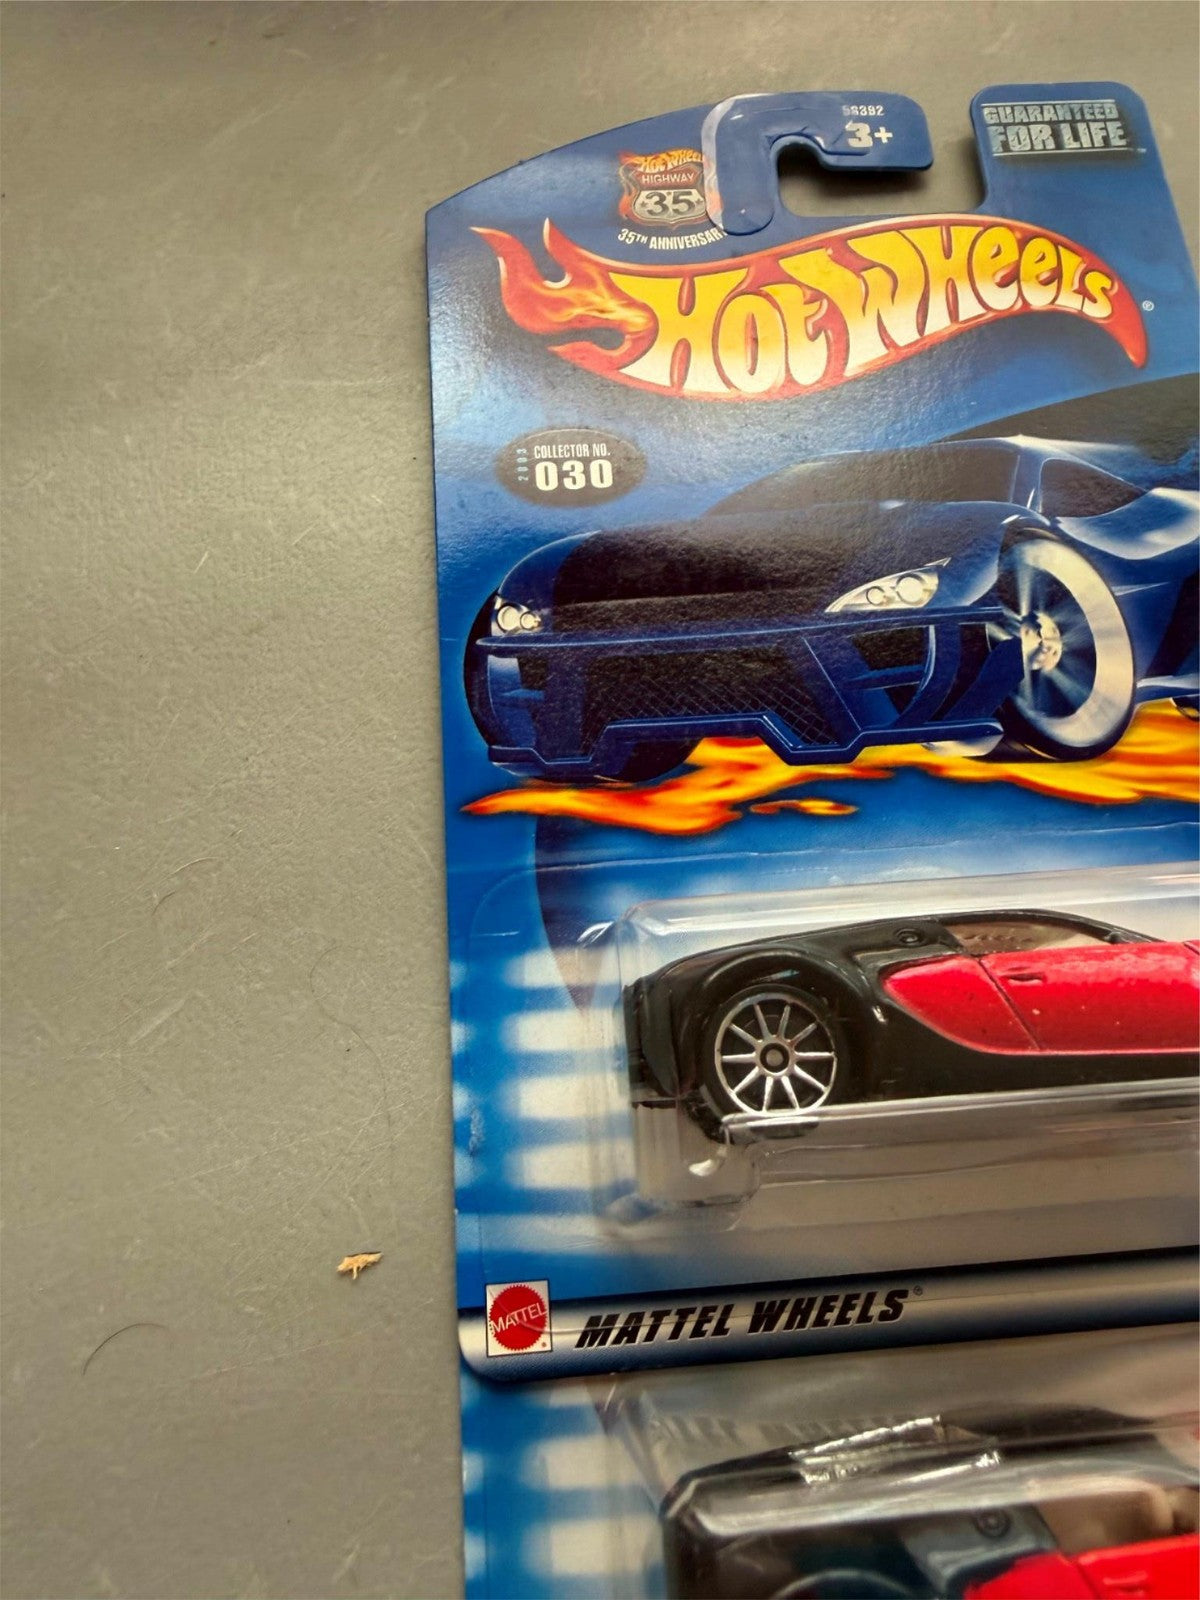 56392
3+
GUARANTEED
FOR LIFE
HOT WHEELS
HIGHWAY
35
35TH ANNIVERSARY
HOT WHEELS®
2003
COLLECTOR NO.
030
MATTEL
MATTEL WHEELS®